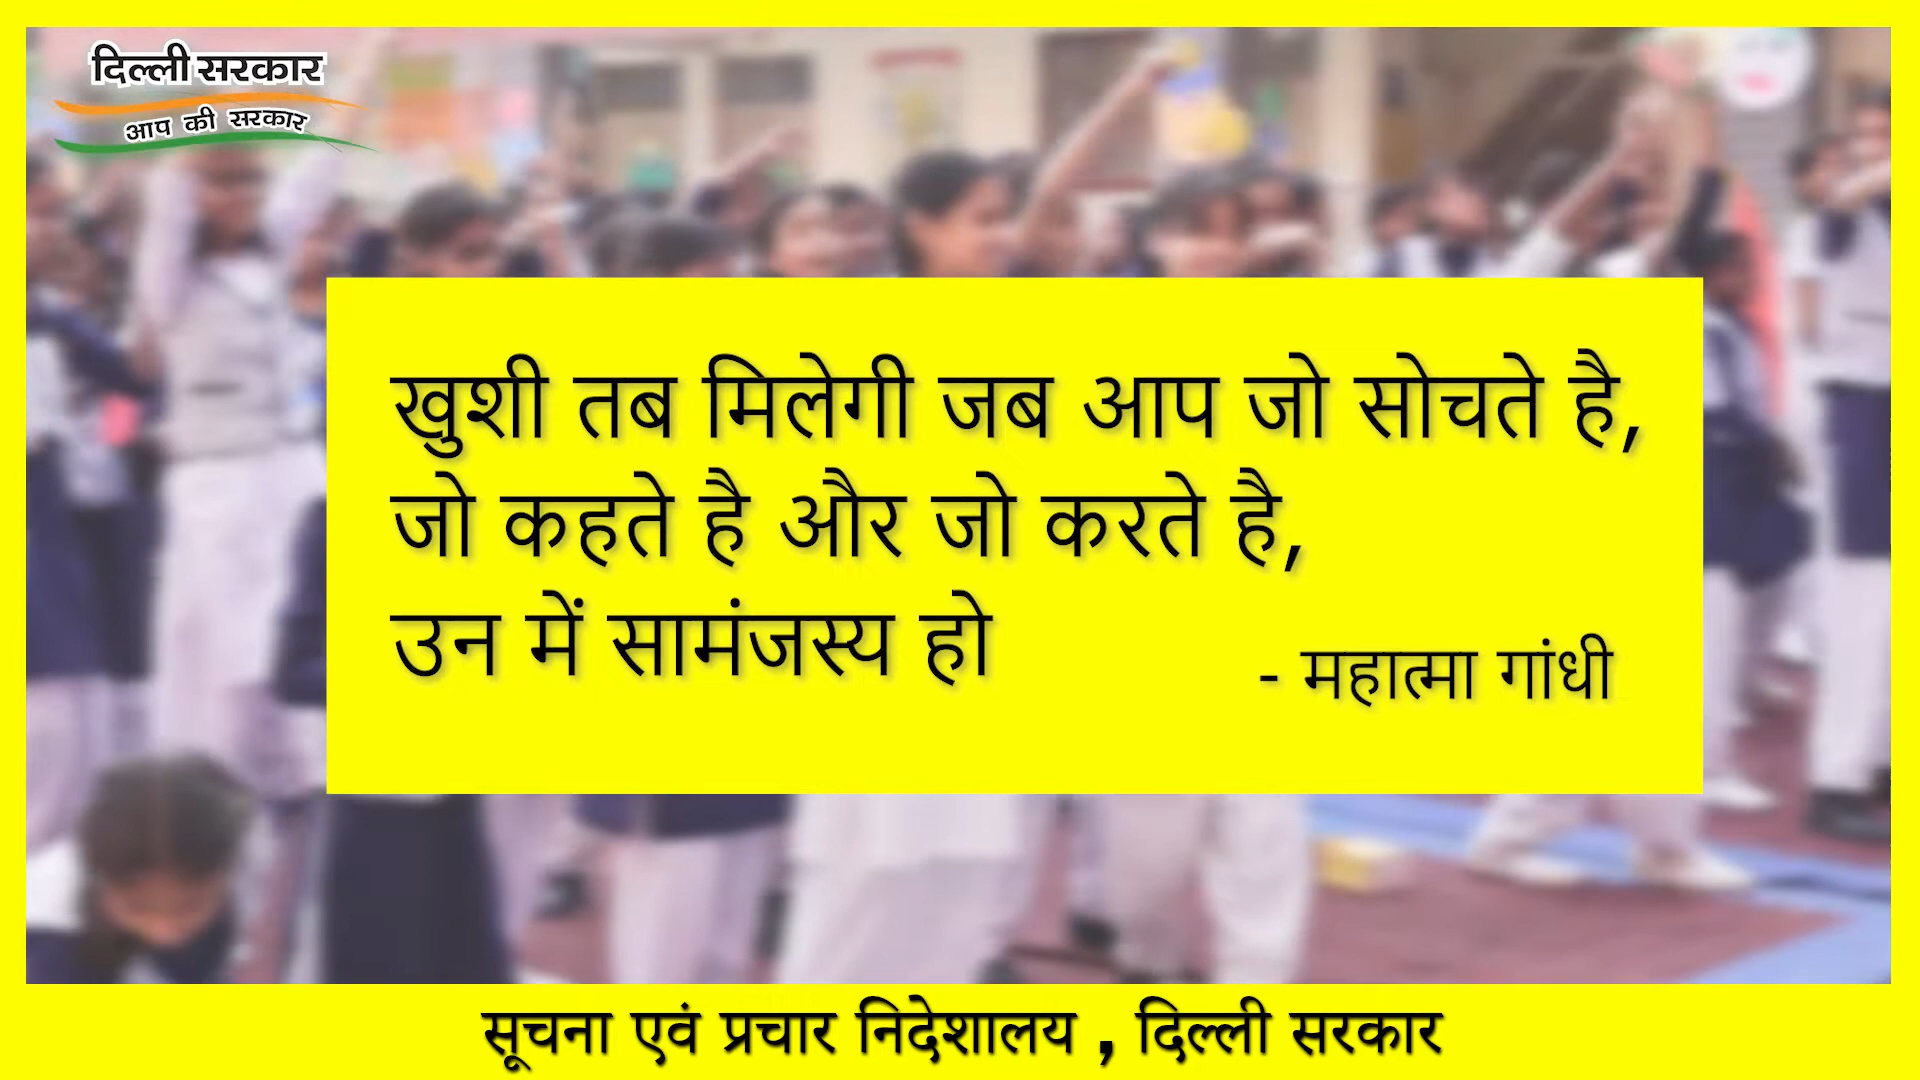 दिल्ली सरकार
आप की सरकार
खुशी तब मिलेगी जब आप जो सोचते है,
जो कहते है और जो करते है,
उन में सामंजस्य हो
- महात्मा गांधी
सूचना एवं प्रचार निदेशालय , दिल्ली सरकार